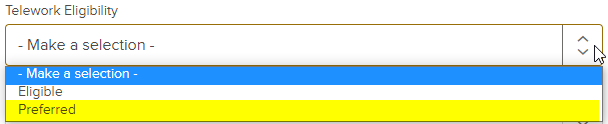 Telework Eligibility
- Make a selection -
- Make a selection -
Eligible
Preferred